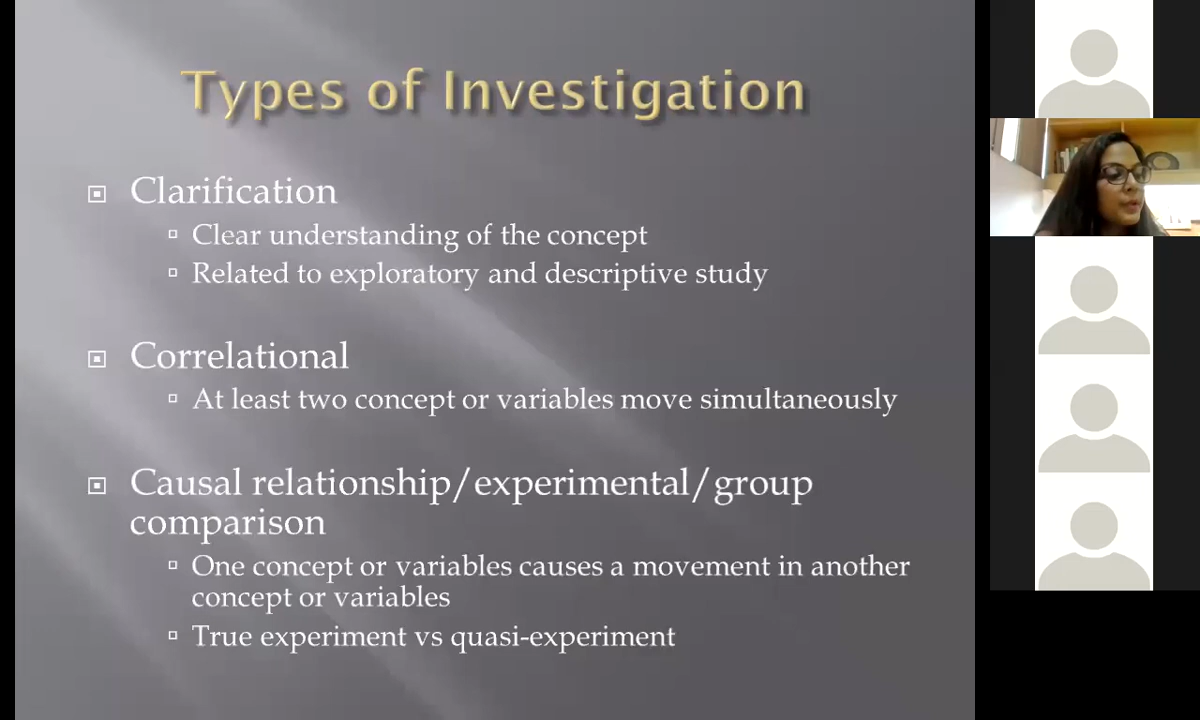 Types of Investigation
Clarification
Clear understanding of the concept
Related to exploratory and descriptive study
Correlational
At least two concept or variables move simultaneously
Causal relationship/experimental/group
comparison
One concept or variables causes a movement in another
concept or variables
True experiment vs quasi-experiment